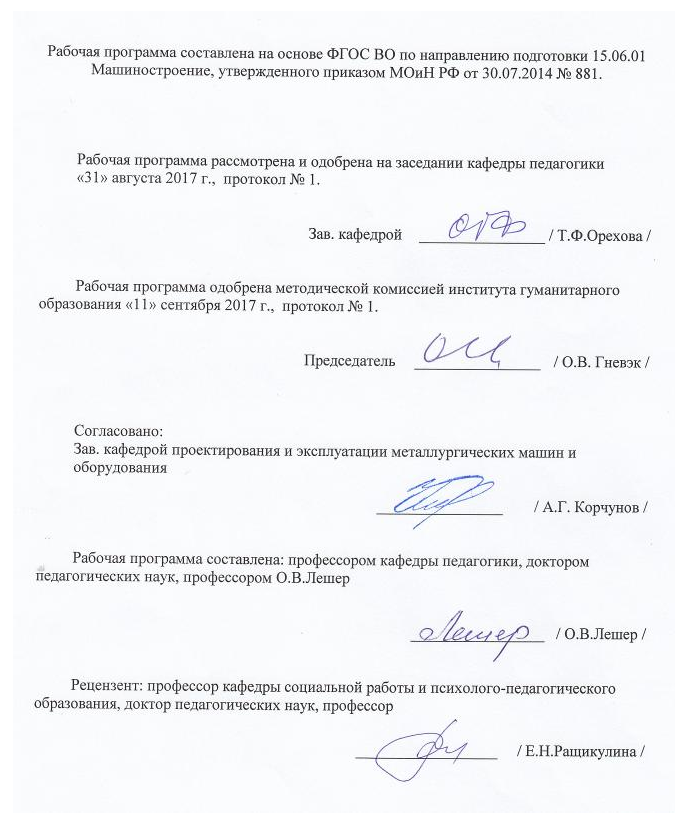 Рабочая программа составлена на основе ФГОС ВО по направлению подготовки 15.06.01
Машиностроение, утвержденного приказом МОиН РФ от 30.07.2014 № 881.
Рабочая программа рассмотрена и одобрена на заседании кафедры педагогики
«31» августа 2017 г., протокол № 1.
Зав. кафедрой / Т.Ф.Орехова /
Рабочая программа одобрена методической комиссией института гуманитарного
образования «11» сентября 2017 г., протокол № 1.
Председатель / О.В. Гневэк /
Согласовано:
Зав. кафедрой проектирования и эксплуатации металлургических машин и
оборудования
/ А.Г. Корчунов /
Рабочая программа составлена: профессором кафедры педагогики, доктором
педагогических наук, профессором О.В.Лешер
Лешер / О.В.Лешер /
Рецензент: профессор кафедры социальной работы и психолого-педагогического
образования, доктор педагогических наук, профессор
/ Е.Н.Ращикулина /